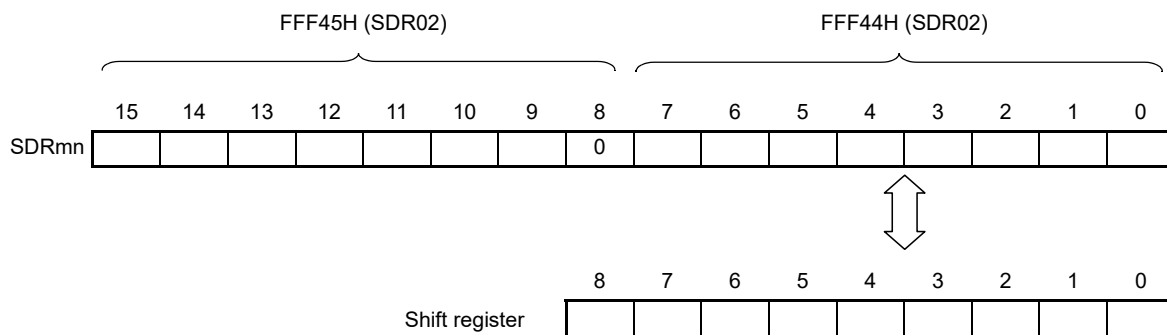 FFF45H (SDR02) FFF44H (SDR02)
15 14 13 12 11 10 9 8 7 6 5 4 3 2 1 0
SDRmn 0
8 7 6 5 4 3 2 1 0
Shift register